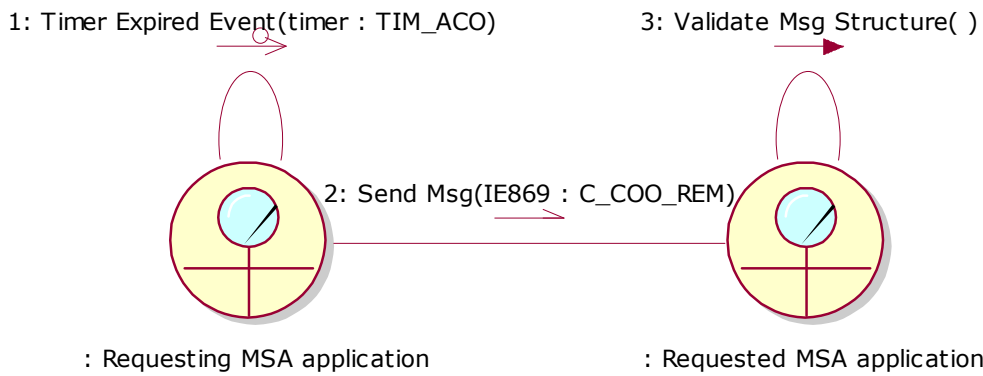 1: Timer Expired Event(timer : TIM_ACO)
3: Validate Msg Structure( )
2: Send Msg(IE869 : C_COO_REM)
: Requesting MSA application
: Requested MSA application